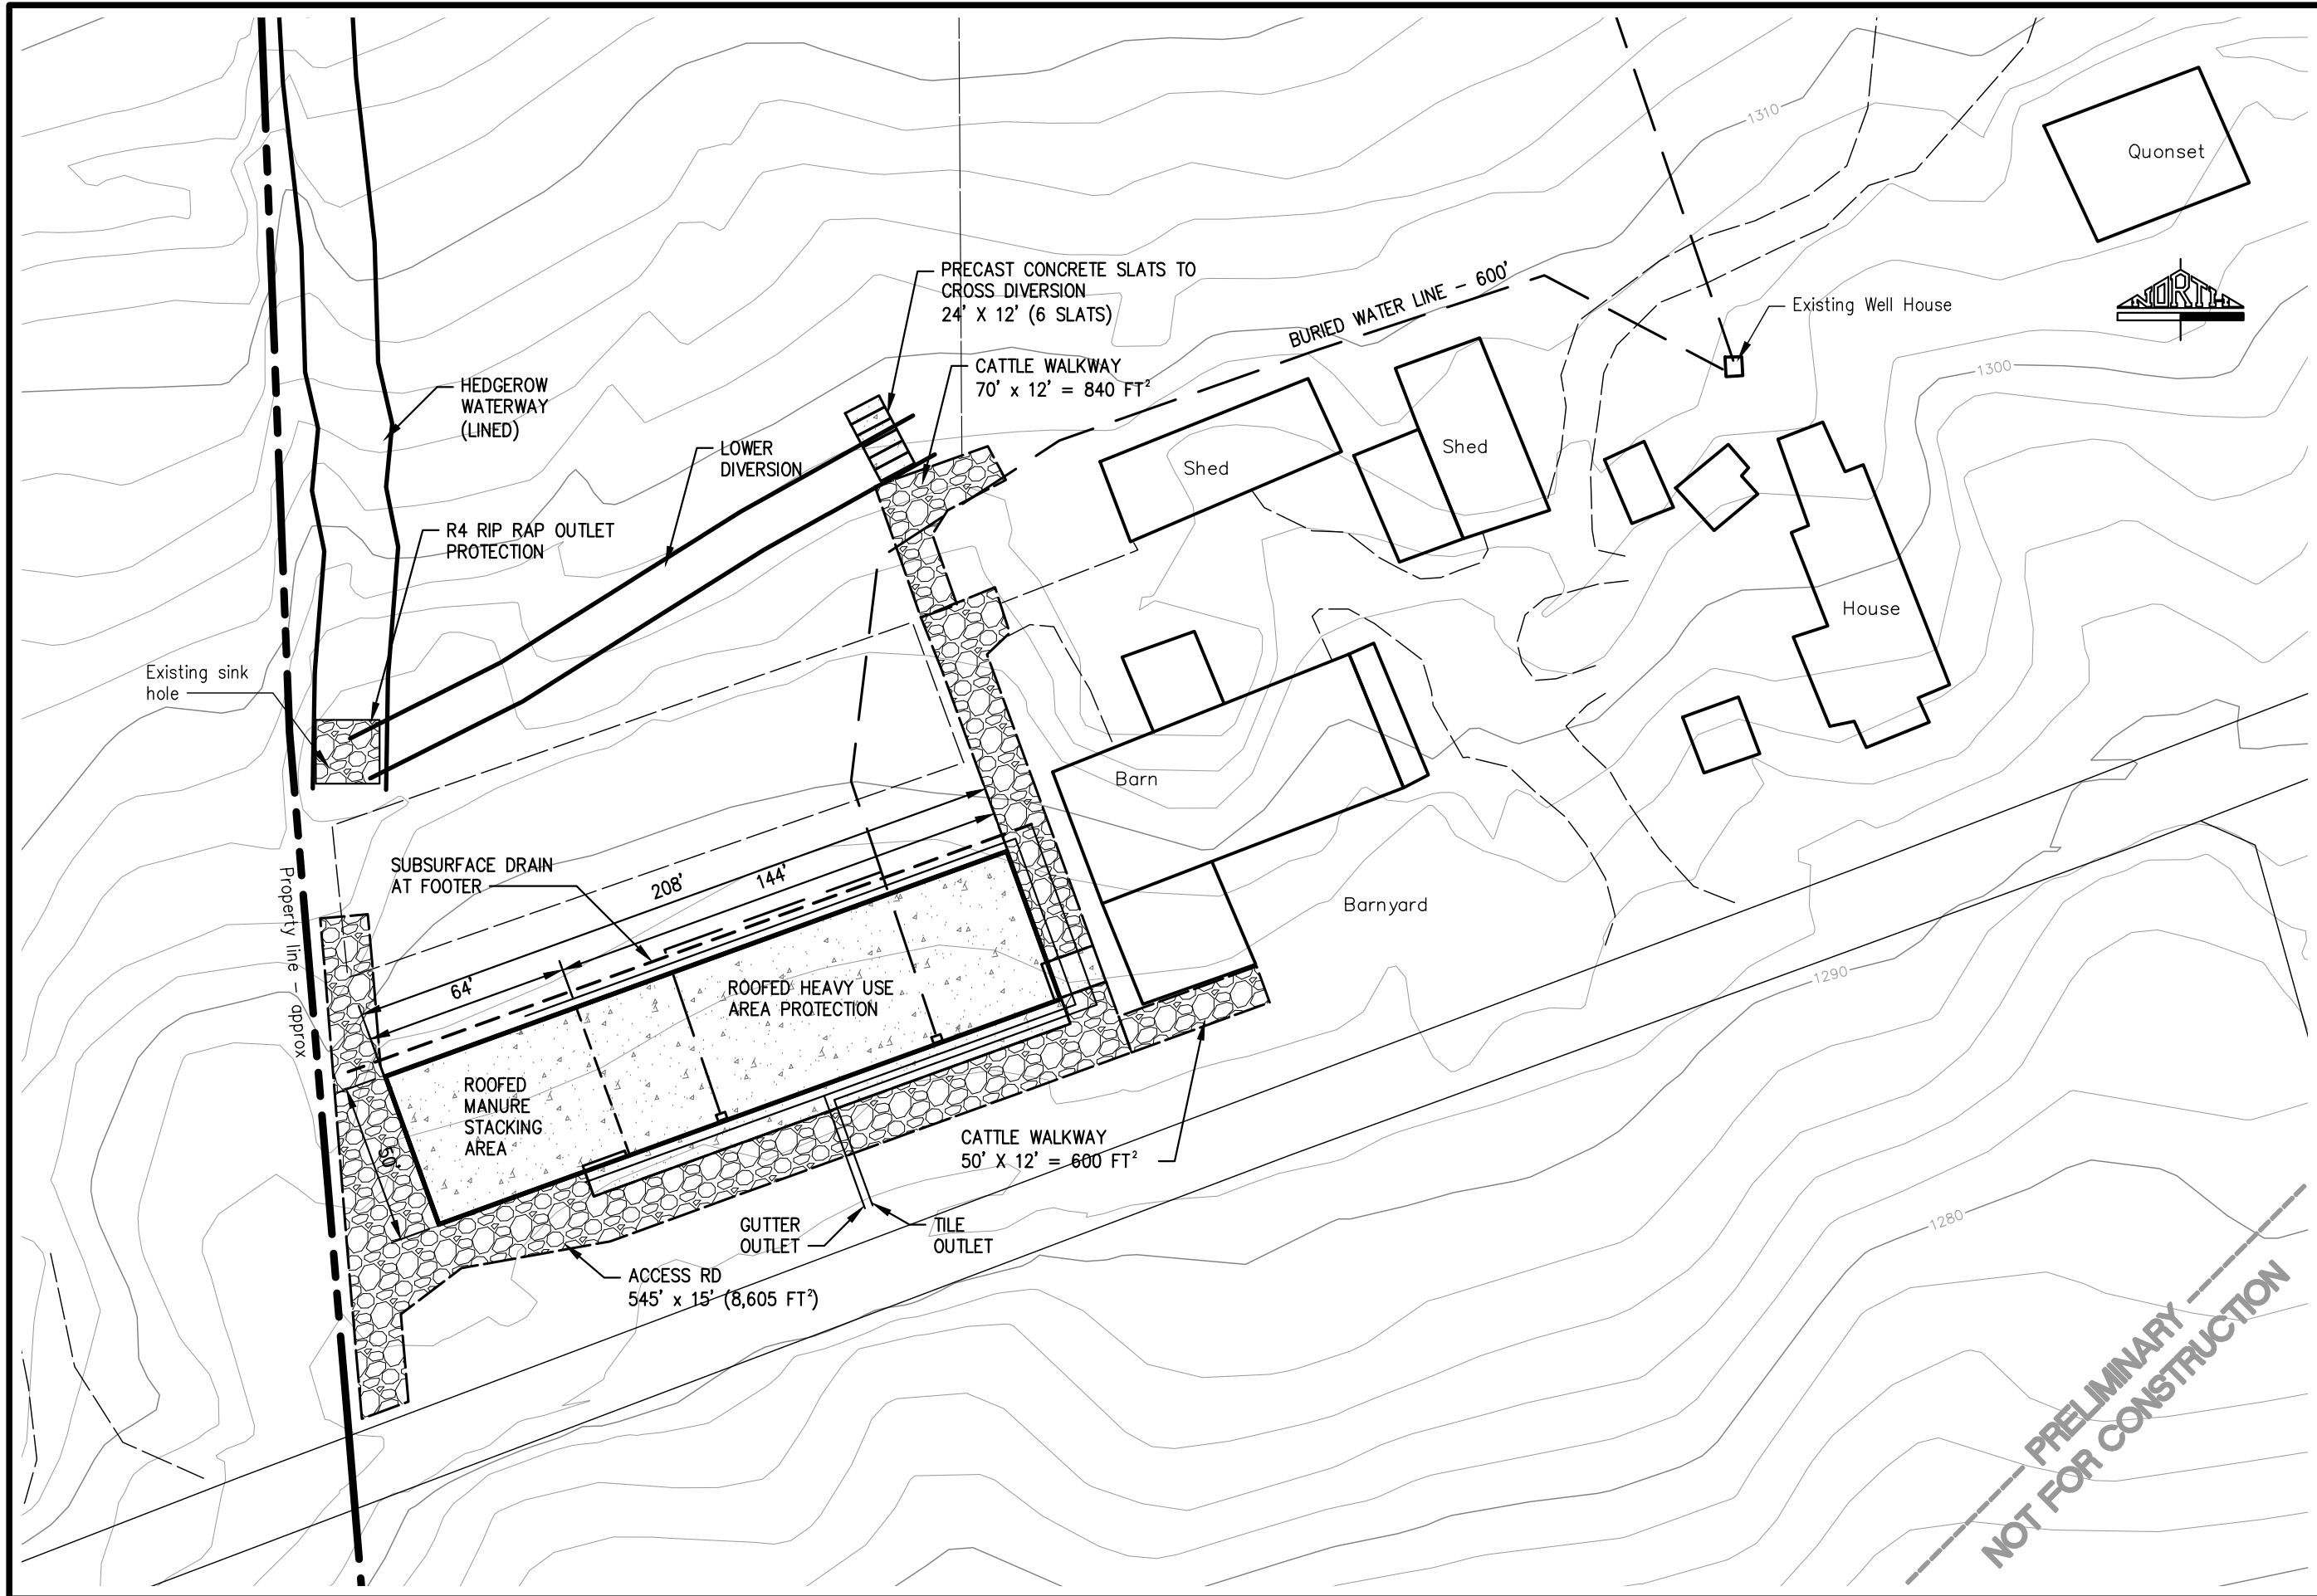 1310
Quonset
NORTH
PRECAST CONCRETE SLATS TO
CROSS DIVERSION
24' X 12' (6 SLATS)
BURIED WATER LINE - 600'
Existing Well House
CATTLE WALKWAY
70' x 12' = 840 FT²
1300
HEDGEROW
WATERWAY
(LINED)
LOWER
DIVERSION
Shed
Shed
R4 RIP RAP OUTLET
PROTECTION
House
Existing sink
hole
Barn
SUBSURFACE DRAIN
AT FOOTER
208'
144'
64'
Barnyard
Property line - approx
1290
ROOFED HEAVY USE
AREA PROTECTION
ROOFED
MANURE
STACKING
AREA
50'
CATTLE WALKWAY
50' X 12' = 600 FT²
GUTTER
OUTLET
TILE
OUTLET
1280
ACCESS RD
545' x 15' (8,605 FT²)
PRELIMINARY
NOT FOR CONSTRUCTION